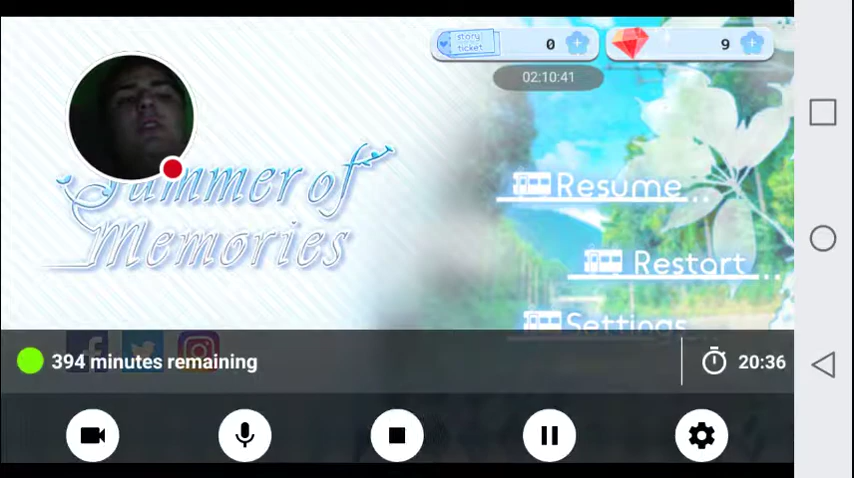 story
ticket
0
9
02:10:41
Summer of
Memories
Resume
Restart
Settings
394 minutes remaining
20:36